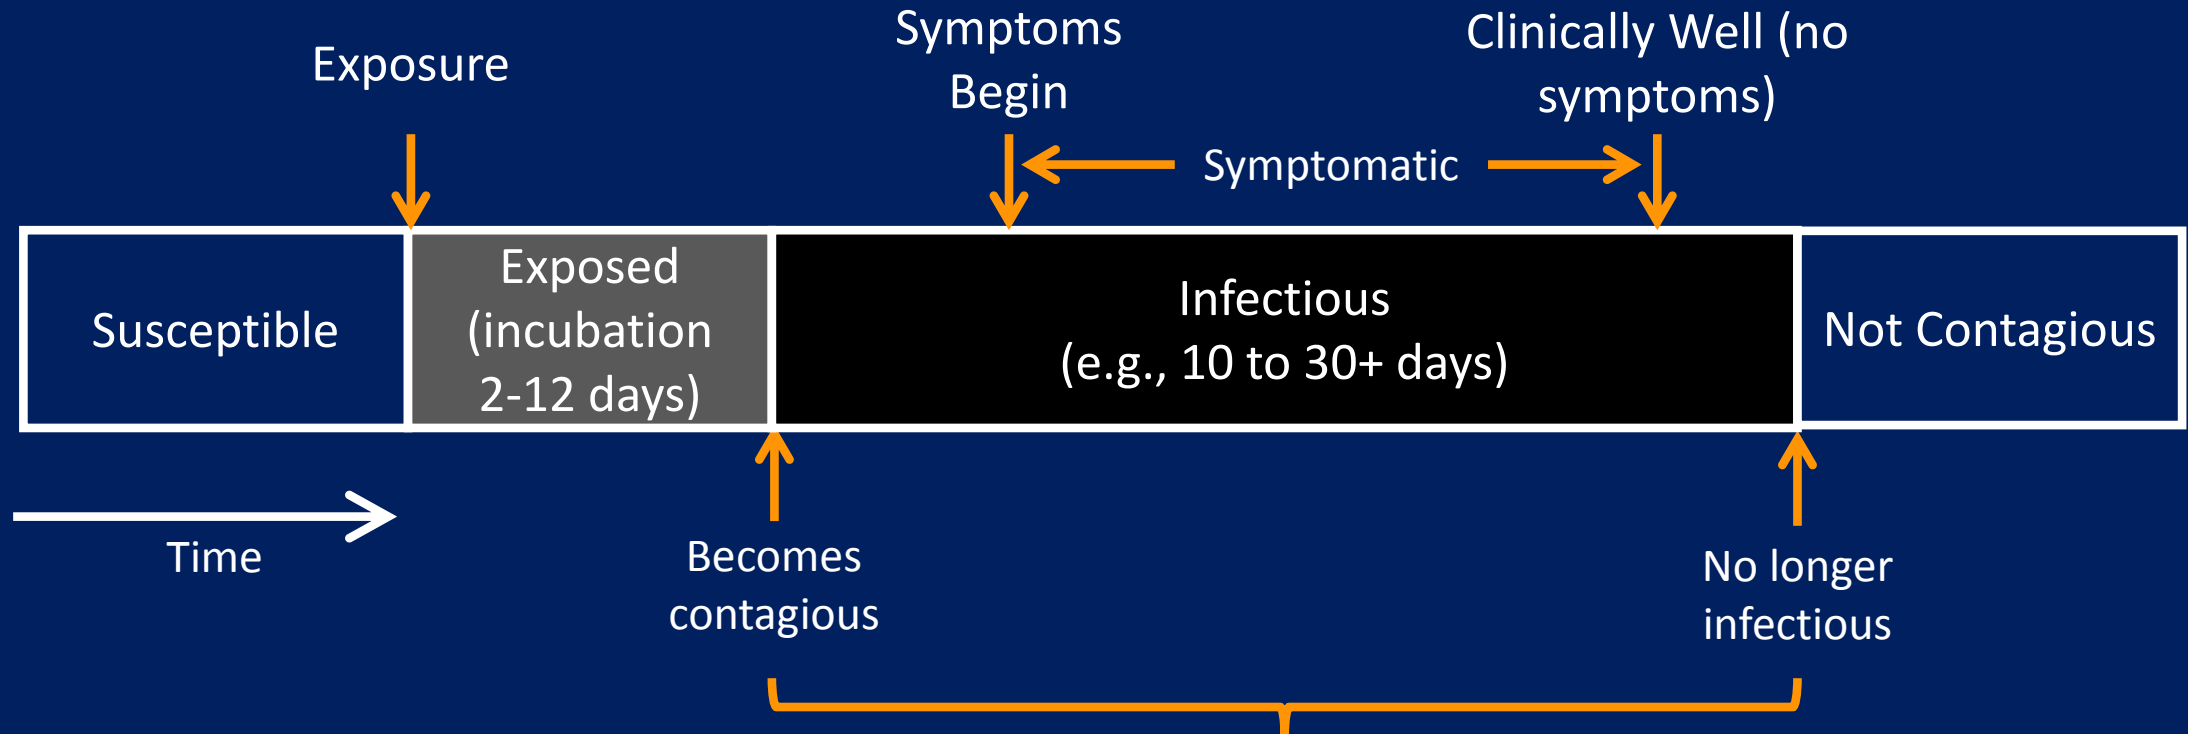 Exposure
Symptoms
Begin
Clinically Well (no
symptoms)
Symptomatic
Susceptible
Exposed
(incubation
2-12 days)
Infectious
(e.g., 10 to 30+ days)
Not Contagious
Time
Becomes
contagious
No longer
infectious